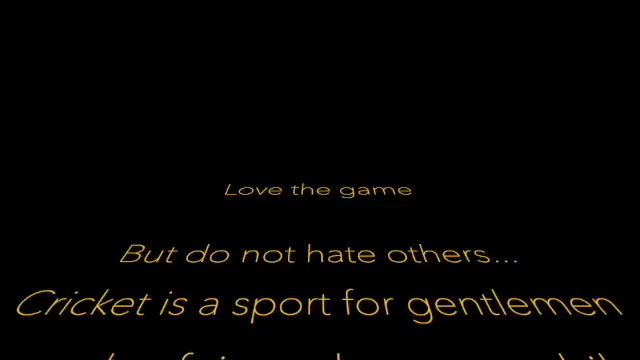 Love the game
But do not hate others...
Cricket is a sport for gentlemen